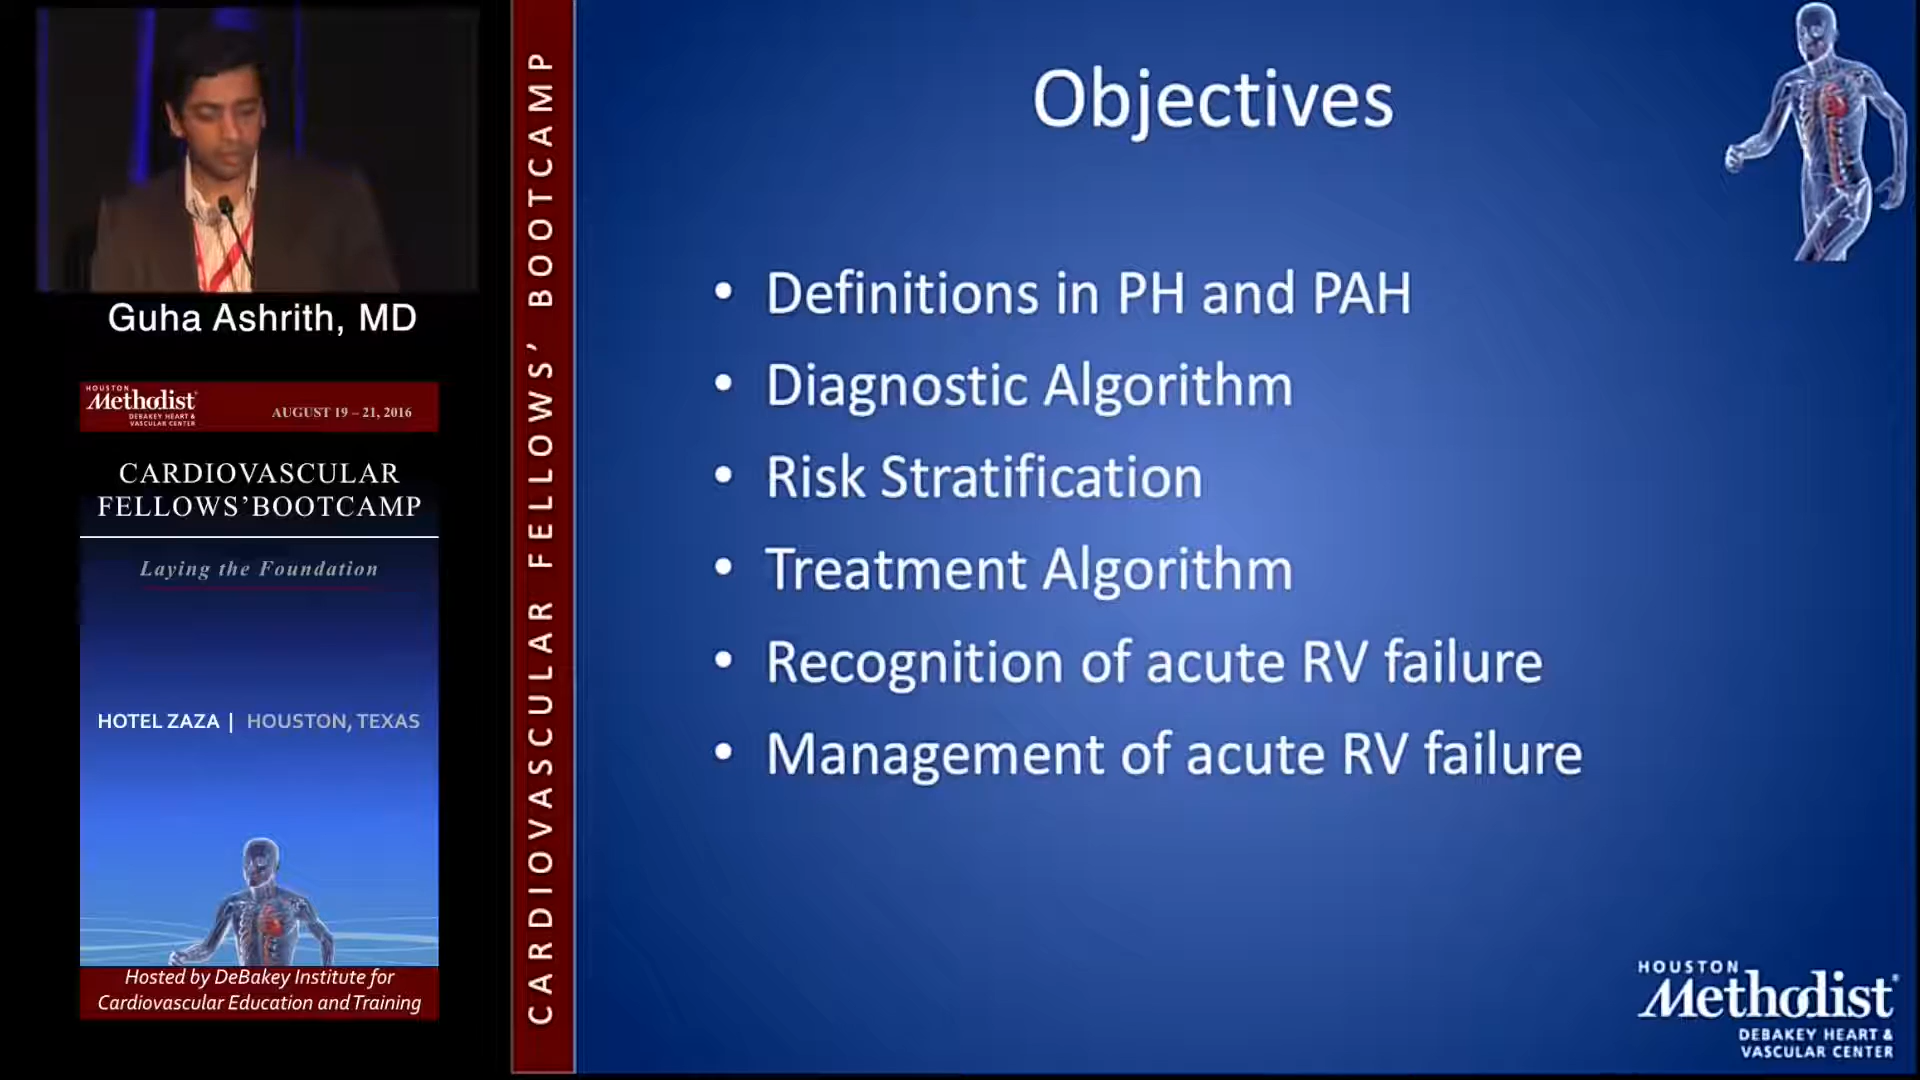 Guha Ashrith, MD
HOUSTON
Methodist
DEBAKEY HEART &
VASCULAR CENTER
AUGUST 19 – 21, 2016
CARDIOVASCULAR
FELLOWS’BOOTCAMP
Laying the Foundation
HOTEL ZAZA | HOUSTON, TEXAS
Hosted by DeBakey Institute for
Cardiovascular Education and Training
CARDIOVASCULAR FELLOWS’ BOOTCAMP
Objectives
• Definitions in PH and PAH
• Diagnostic Algorithm
• Risk Stratification
• Treatment Algorithm
• Recognition of acute RV failure
• Management of acute RV failure
HOUSTON
Methodist®
DEBAKEY HEART &
VASCULAR CENTER